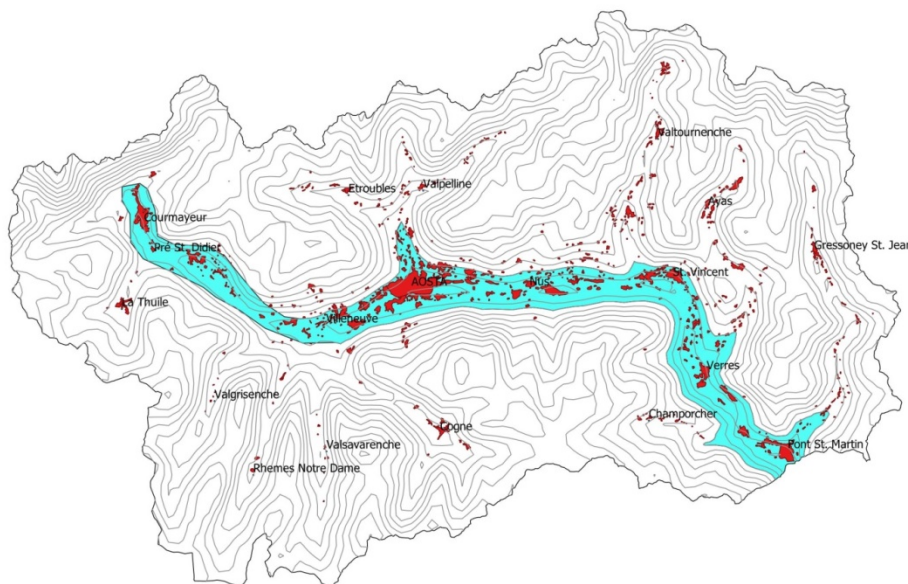 Valtournenche
Etroubles
Valpelline
Ayas
Courmayeur
Pré St. Didier
Gressoney St. Jean
St. Vincent
AOSTA
Nus
La Thuile
Villeneuve
Verres
Valgrisenche
Champorcher
Cogne
Valsavarenche
Pont St. Martin
Rhemes Notre Dame